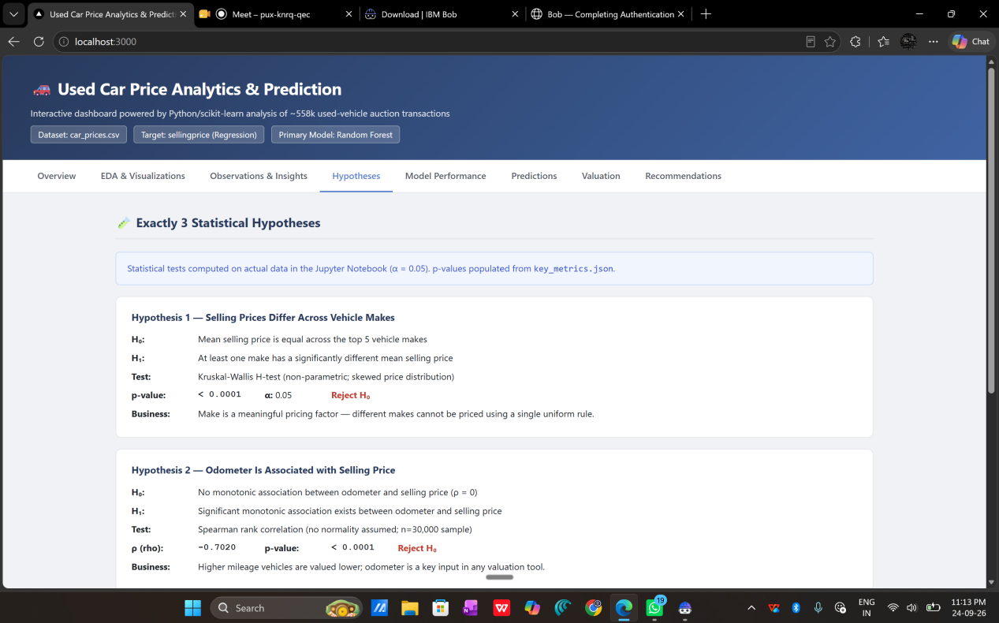 Used Car Price Analytics & Predicti
Meet – pux-knrq-qec
Download | IBM Bob
Bob — Completing Authentication
localhost:3000
Chat
Used Car Price Analytics & Prediction
Interactive dashboard powered by Python/scikit-learn analysis of ~558k used-vehicle auction transactions
Dataset: car_prices.csv
Target: sellingprice (Regression)
Primary Model: Random Forest
Overview
EDA & Visualizations
Observations & Insights
Hypotheses
Model Performance
Predictions
Valuation
Recommendations
Exactly 3 Statistical Hypotheses
Statistical tests computed on actual data in the Jupyter Notebook (α = 0.05). p-values populated from key_metrics.json.
Hypothesis 1 — Selling Prices Differ Across Vehicle Makes
H₀: Mean selling price is equal across the top 5 vehicle makes
H₁: At least one make has a significantly different mean selling price
Test: Kruskal-Wallis H-test (non-parametric; skewed price distribution)
p-value: < 0.0001 α: 0.05 Reject H₀
Business: Make is a meaningful pricing factor — different makes cannot be priced using a single uniform rule.
Hypothesis 2 — Odometer Is Associated with Selling Price
H₀: No monotonic association between odometer and selling price (ρ = 0)
H₁: Significant monotonic association exists between odometer and selling price
Test: Spearman rank correlation (no normality assumed; n=30,000 sample)
ρ (rho): -0.7020 p-value: < 0.0001 Reject H₀
Business: Higher mileage vehicles are valued lower; odometer is a key input in any valuation tool.
Search
19
ENG
IN
11:13 PM
24-09-26